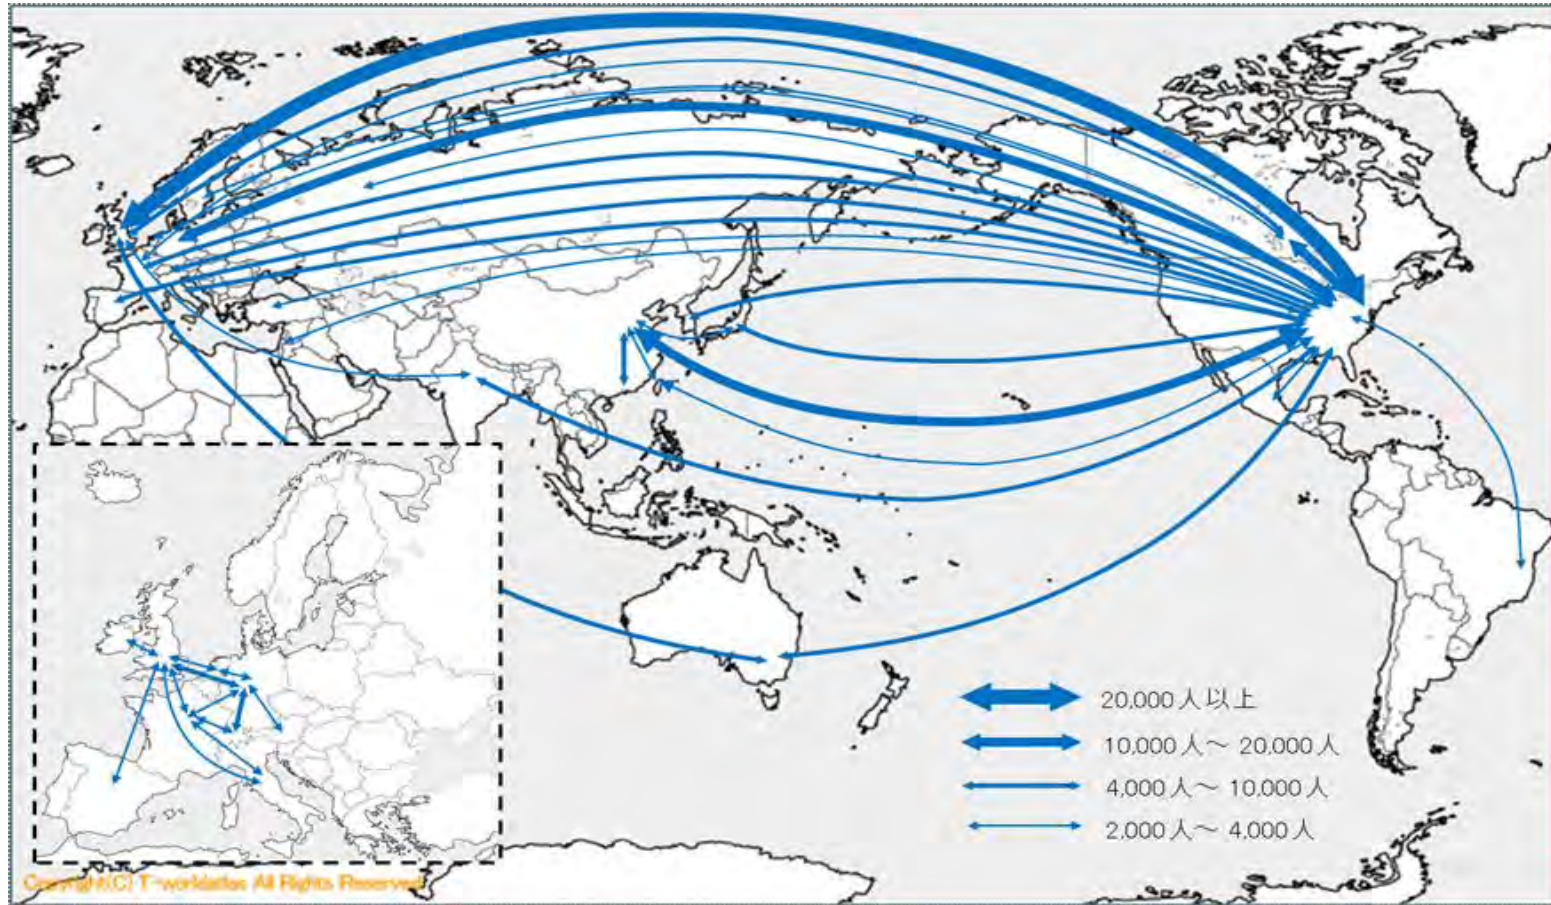 20,000 人以上
10,000 人～ 20,000 人
4,000 人～ 10,000 人
2,000 人～ 4,000 人
Copyright(C) T-worldatlas All Rights Reserved